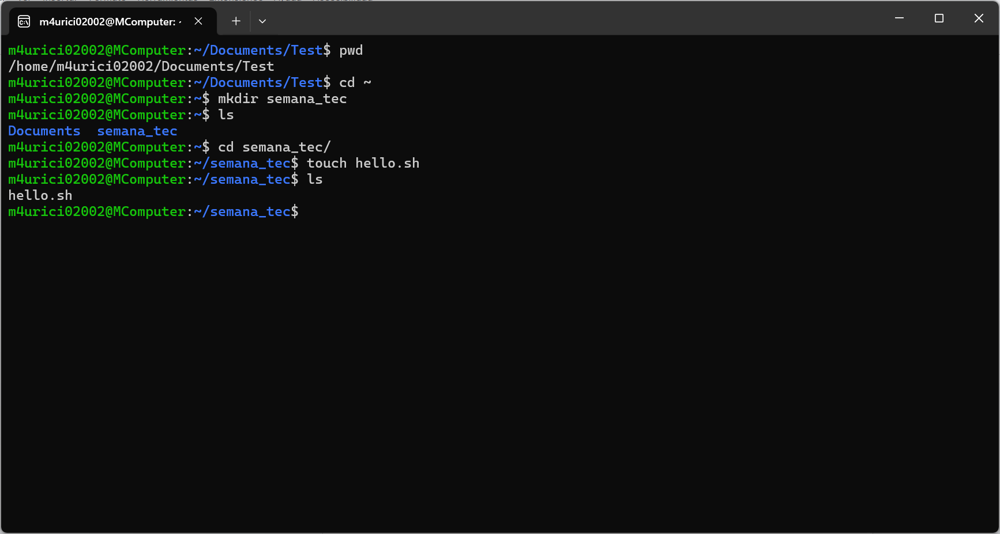 m4urici02002@MComputer: ~
m4urici02002@MComputer:~/Documents/Test$ pwd
/home/m4urici02002/Documents/Test
m4urici02002@MComputer:~/Documents/Test$ cd ~
m4urici02002@MComputer:~$ mkdir semana_tec
m4urici02002@MComputer:~$ ls
Documents  semana_tec
m4urici02002@MComputer:~$ cd semana_tec/
m4urici02002@MComputer:~/semana_tec$ touch hello.sh
m4urici02002@MComputer:~/semana_tec$ ls
hello.sh
m4urici02002@MComputer:~/semana_tec$